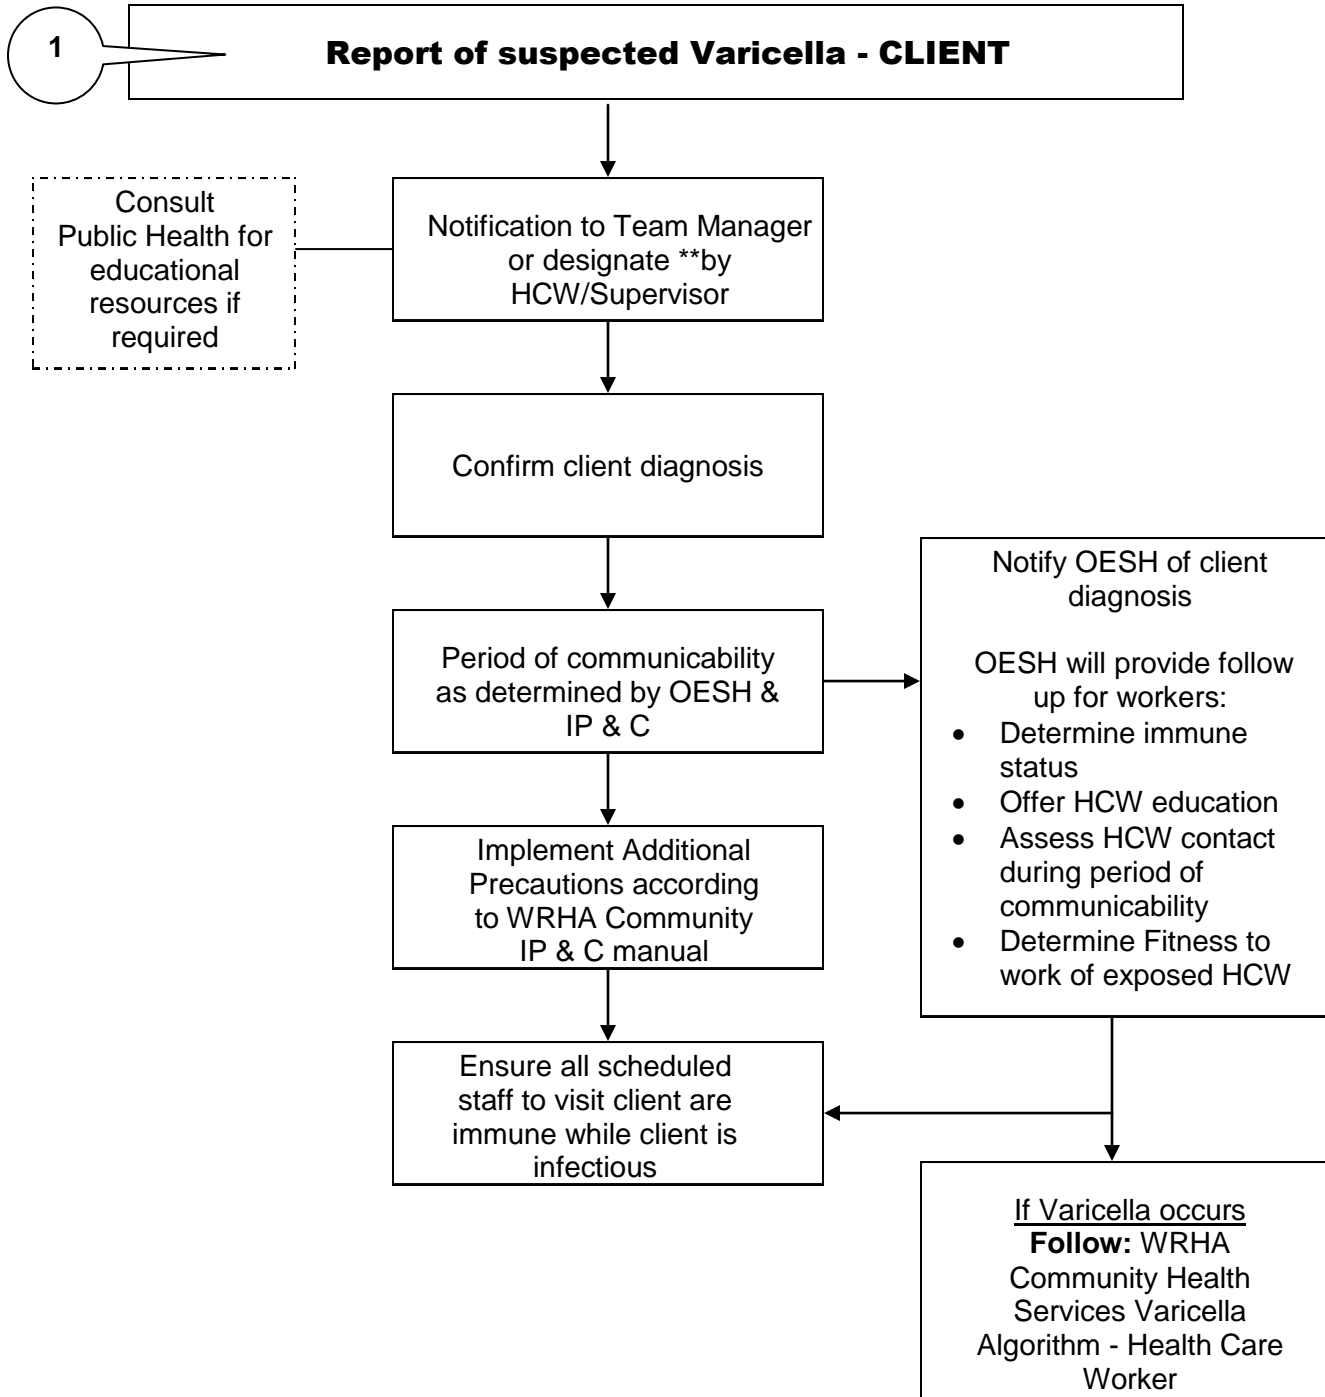 1
Report of suspected Varicella - CLIENT
Consult
Public Health for
educational
resources if
required
Notification to Team Manager
or designate **by
HCW/Supervisor
Confirm client diagnosis
Period of communicability
as determined by OESH &
IP & C
Notify OESH of client
diagnosis
OESH will provide follow
up for workers:
• Determine immune
status
• Offer HCW education
• Assess HCW contact
during period of
communicability
• Determine Fitness to
work of exposed HCW
Implement Additional
Precautions according
to WRHA Community
IP & C manual
Ensure all scheduled
staff to visit client are
immune while client is
infectious
If Varicella occurs
Follow: WRHA
Community Health
Services Varicella
Algorithm - Health Care
Worker